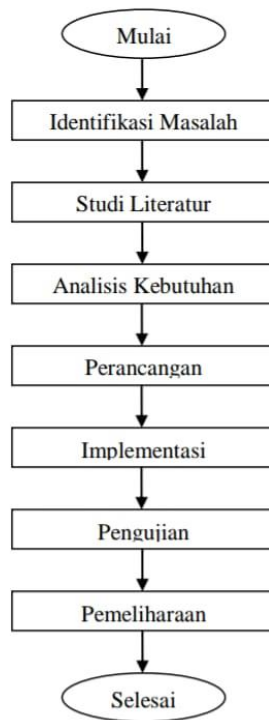 Mulai
Identifikasi Masalah
Studi Literatur
Analisis Kebutuhan
Perancangan
Implementasi
Pengujian
Pemeliharaan
Selesai